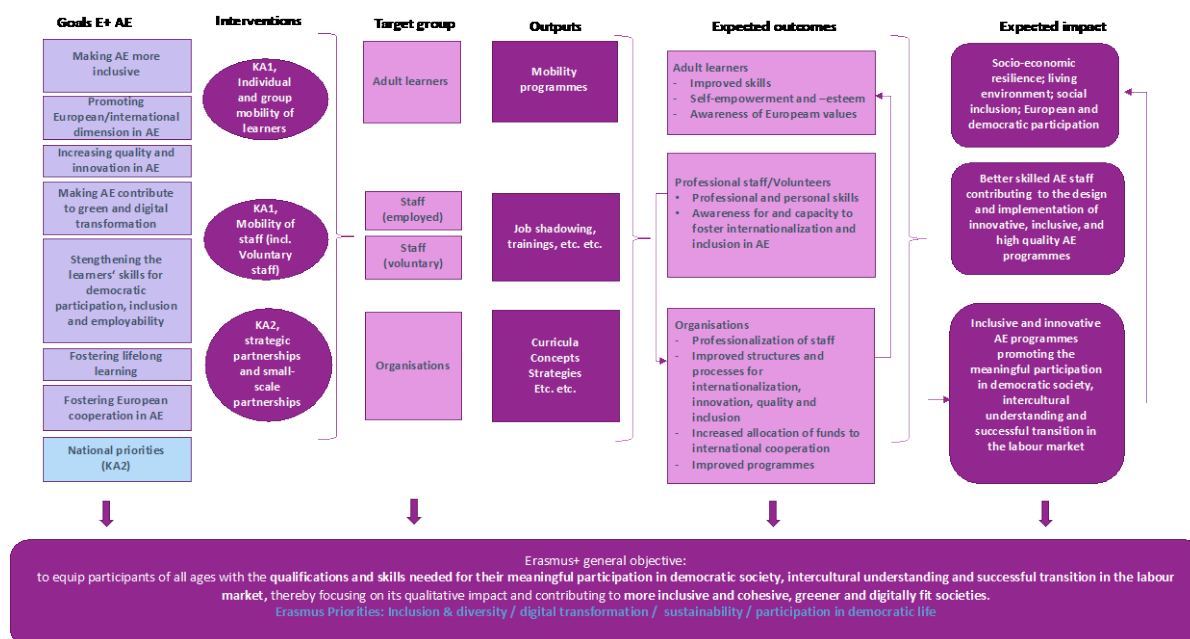 Goals E+ AE
Interventions
Target group
Outputs
Expected outcomes
Expected impact
Making AE more
inclusive
Promoting
European/international
dimension in AE
Increasing quality and
innovation in AE
Making AE contribute
to green and digital
transformation
Stengthening the
learners' skills for
democratic
participation, inclusion
and employability
Fostering lifelong
learning
Fostering European
cooperation in AE
National priorities
(KA2)
KA1,
Individual
and group
mobility of
learners
KA1,
Mobility of
staff (incl.
Voluntary
staff)
KA2,
strategic
partnerships
and small-
scale
partnerships
Adult learners
Staff
(employed)
Staff
(voluntary)
Organisations
Mobility
programmes
Job shadowing,
trainings, etc. etc.
Curricula
Concepts
Strategies
Etc. etc.
Adult learners
- Improved skills
- Self-empowerment and –esteem
- Awareness of Europeam values
Professional staff/Volunteers
• Professional and personal skills
• Awareness for and capacity to
foster internationalization and
inclusion in AE
Organisations
- Professionalization of staff
- Improved structures and
processes for
internationalization,
innovation, quality and
inclusion
- Increased allocation of funds to
international cooperation
- Improved programmes
Socio-economic
resilience; living
environment; social
inclusion; European and
democratic participation
Better skilled AE staff
contributing to the design
and implementation of
innovative, inclusive, and
high quality AE
programmes
Inclusive and innovative
AE programmes
promoting the
meaningful participation
in democratic society,
intercultural
understanding and
successful transition in
the labour market
Erasmus+ general objective:
to equip participants of all ages with the qualifications and skills needed for their meaningful participation in democratic society, intercultural understanding and successful transition in the labour
market, thereby focusing on its qualitative impact and contributing to more inclusive and cohesive, greener and digitally fit societies.
Erasmus Priorities: Inclusion & diversity / digital transformation / sustainability / participation in democratic life